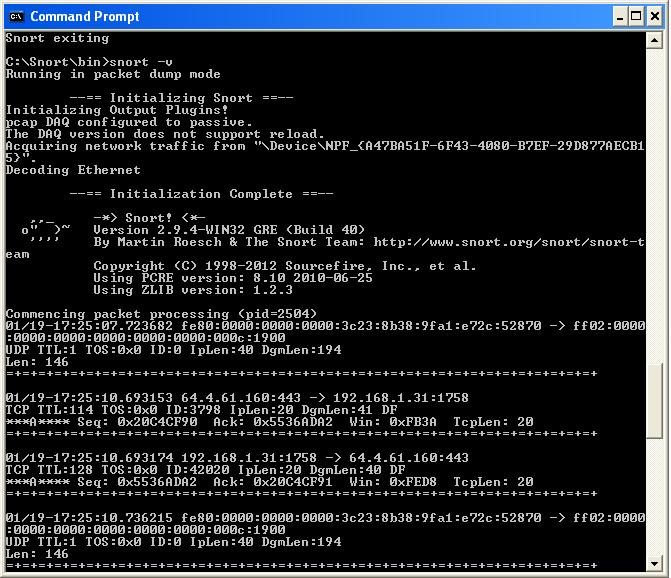 Command Prompt
Snort exiting
C:\Snort\bin>snort -v
Running in packet dump mode
--== Initializing Snort ==--
Initializing Output Plugins!
pcap DAQ configured to passive.
The DAQ version does not support reload.
Acquiring network traffic from "\Device\NPF_{A47BA51F-6F43-4080-B7EF-29D877AECB1
5}".
Decoding Ethernet
--== Initialization Complete ==--
,,_     -*> Snort! <*-
o"  )~   Version 2.9.4-WIN32 GRE (Build 40)
''''    By Martin Roesch & The Snort Team: http://www.snort.org/snort/snort-t
eam
Copyright (C) 1998-2012 Sourcefire, Inc., et al.
Using PCRE version: 8.10 2010-06-25
Using ZLIB version: 1.2.3
Commencing packet processing (pid=2504)
01/19-17:25:07.723682 fe80:0000:0000:0000:3c23:8b38:9fa1:e72c:52870 -> ff02:0000
:0000:0000:0000:0000:0000:000c:1900
UDP TTL:1 TOS:0x0 ID:0 IpLen:40 DgmLen:194
Len: 146
=+=+=+=+=+=+=+=+=+=+=+=+=+=+=+=+=+=+=+=+=+=+=+=+=+=+=+=+=+=+=+=+=+=+=+=+=+
01/19-17:25:10.693153 64.4.61.160:443 -> 192.168.1.31:1758
TCP TTL:114 TOS:0x0 ID:3798 IpLen:20 DgmLen:41 DF
***A**** Seq: 0x20C4CF90  Ack: 0x5536ADA2  Win: 0xFB3A  TcpLen: 20
=+=+=+=+=+=+=+=+=+=+=+=+=+=+=+=+=+=+=+=+=+=+=+=+=+=+=+=+=+=+=+=+=+=+=+=+=+
01/19-17:25:10.693174 192.168.1.31:1758 -> 64.4.61.160:443
TCP TTL:128 TOS:0x0 ID:42020 IpLen:20 DgmLen:40 DF
***A**** Seq: 0x5536ADA2  Ack: 0x20C4CF91  Win: 0xFED8  TcpLen: 20
=+=+=+=+=+=+=+=+=+=+=+=+=+=+=+=+=+=+=+=+=+=+=+=+=+=+=+=+=+=+=+=+=+=+=+=+=+
01/19-17:25:10.736215 fe80:0000:0000:0000:3c23:8b38:9fa1:e72c:52870 -> ff02:0000
:0000:0000:0000:0000:0000:000c:1900
UDP TTL:1 TOS:0x0 ID:0 IpLen:40 DgmLen:194
Len: 146
=+=+=+=+=+=+=+=+=+=+=+=+=+=+=+=+=+=+=+=+=+=+=+=+=+=+=+=+=+=+=+=+=+=+=+=+=+